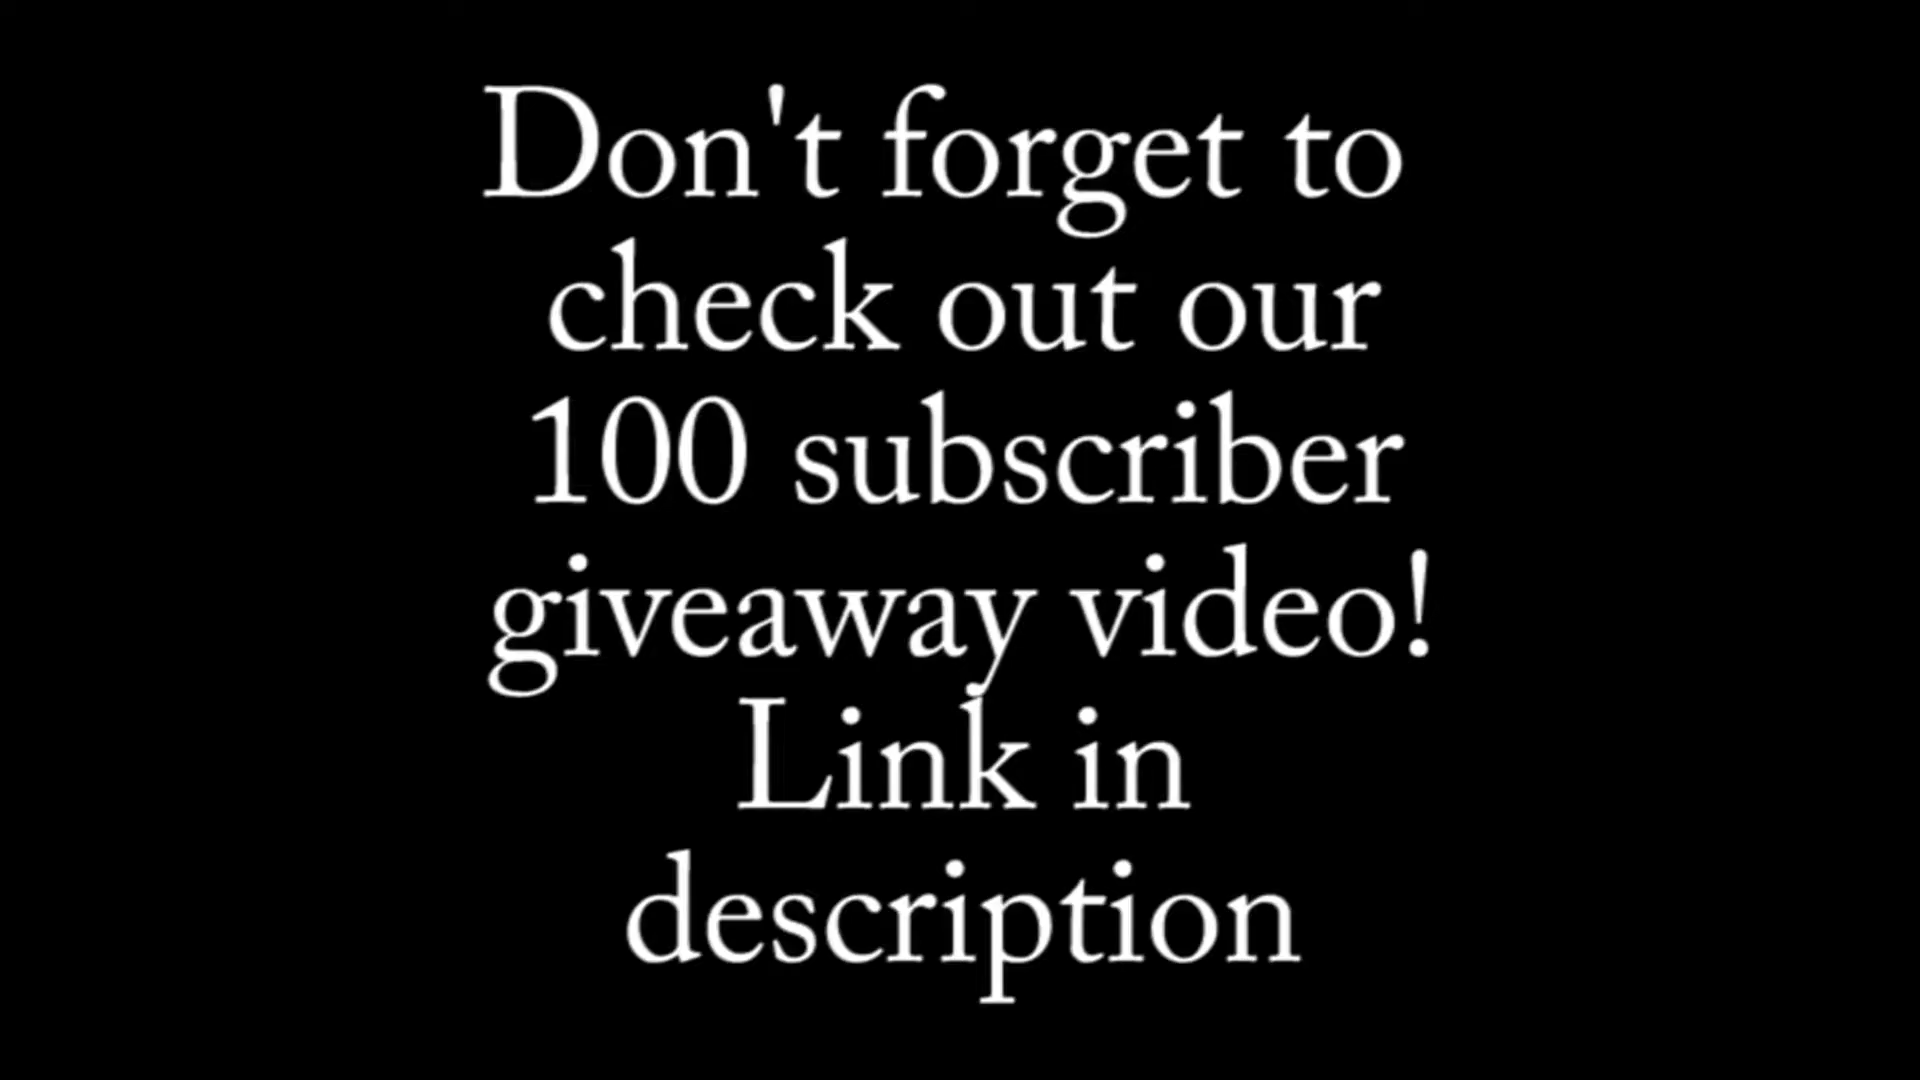 Don't forget to
check out our
100 subscriber
giveaway video!
Link in
description